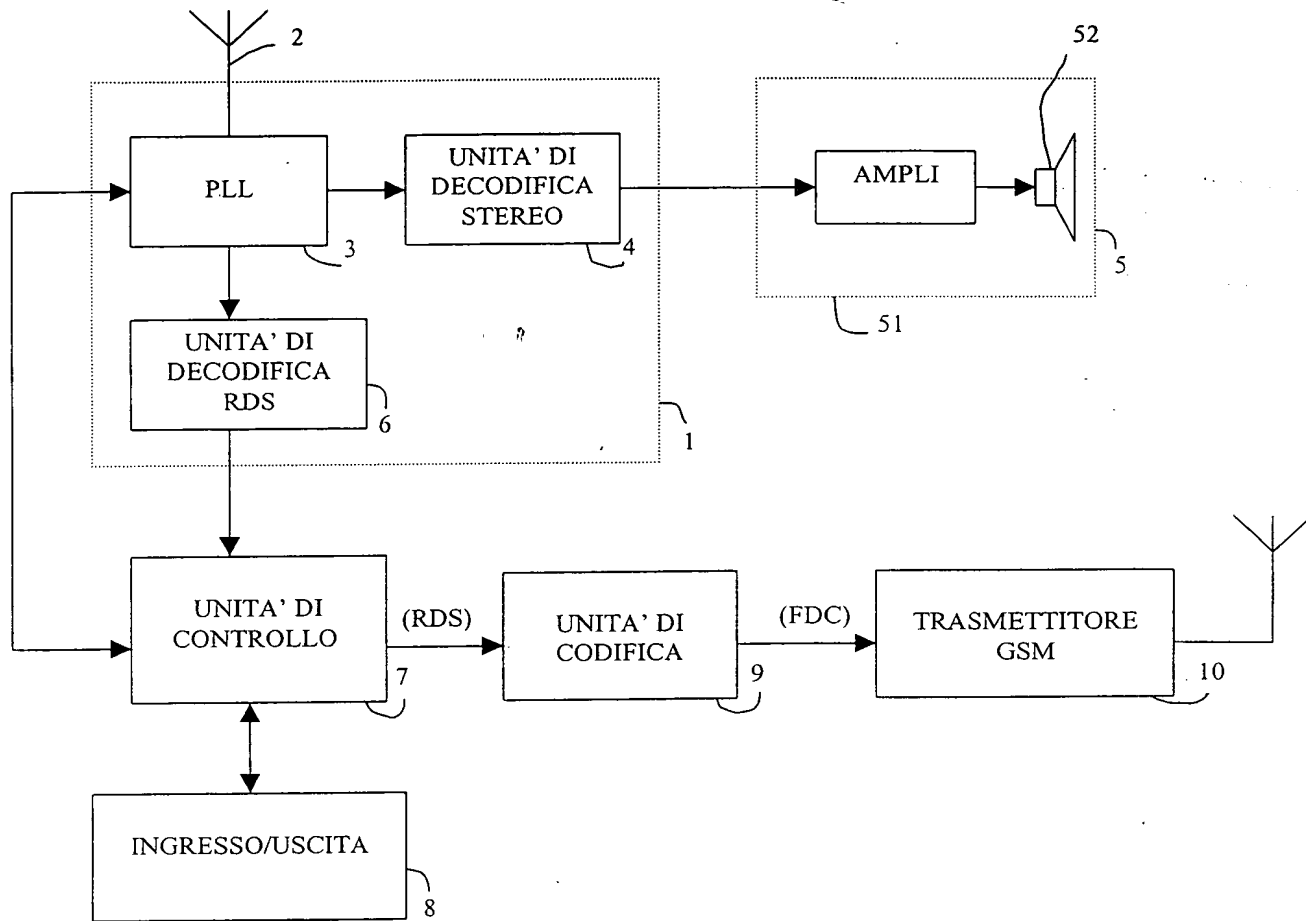 2
52
PLL
3
UNITA' DI
DECODIFICA
STEREO
4
AMPLI
5
51
UNITA' DI
DECODIFICA
RDS
6
1
UNITA' DI
CONTROLLO
7
(RDS)
UNITA' DI
CODIFICA
9
(FDC)
TRASMETTITORE
GSM
10
INGRESSO/USCITA
8